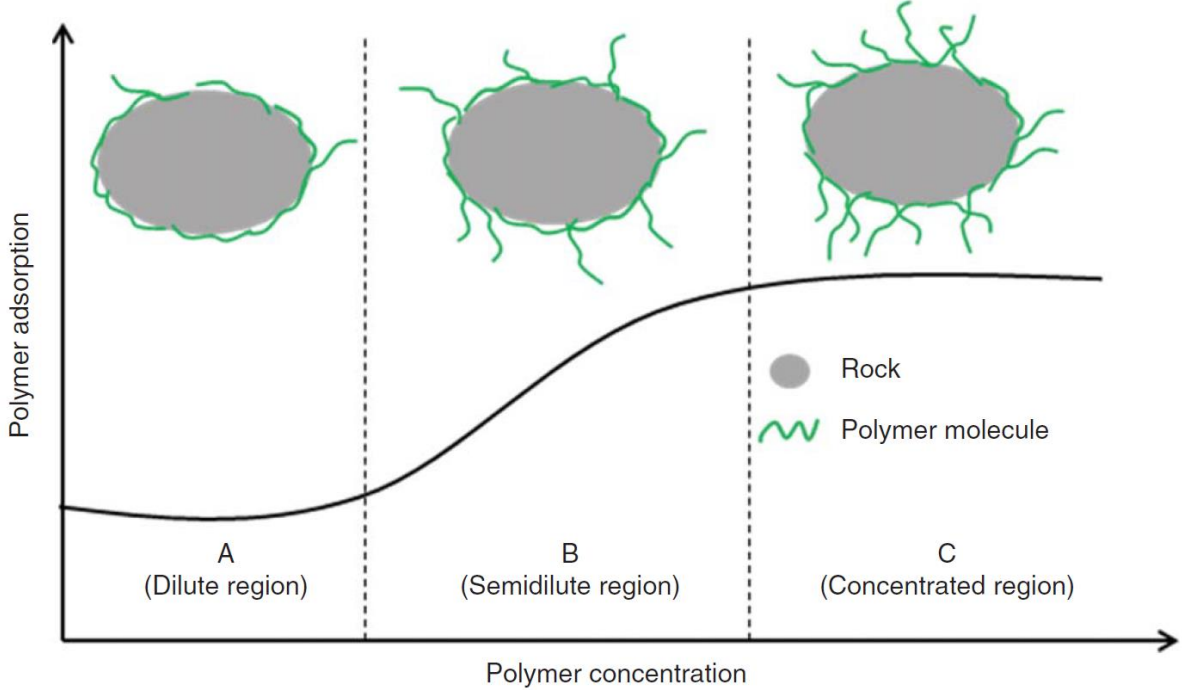 Polymer adsorption
Rock
Polymer molecule
A
(Dilute region)
B
(Semidilute region)
C
(Concentrated region)
Polymer concentration